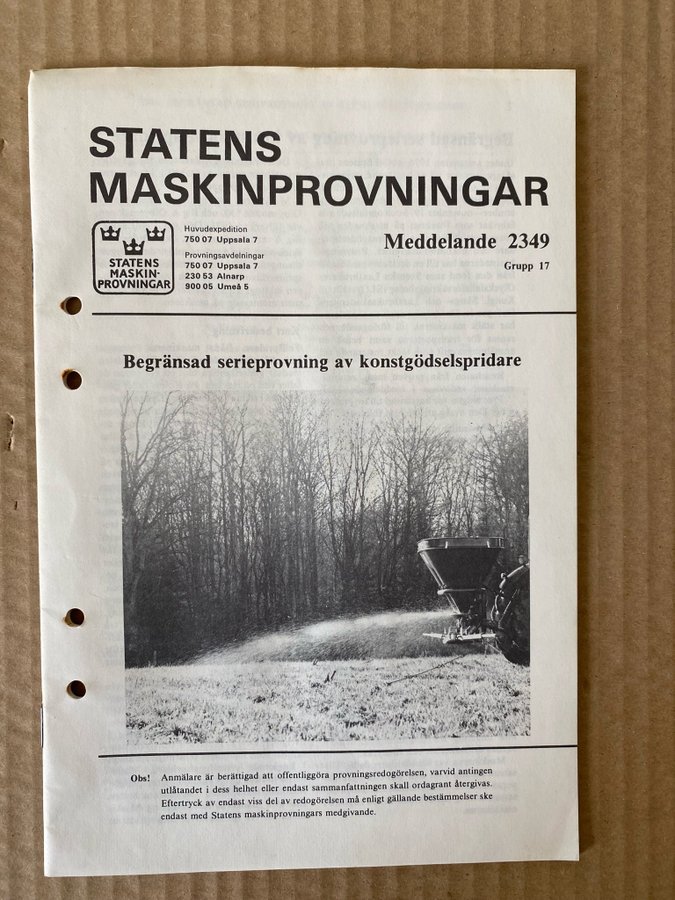 STATENS
MASKINPROVNINGAR
STATENS
MASKIN-
PROVNINGAR
Huvudexpedition
750 07 Uppsala 7
Provningsavdelningar
750 07 Uppsala 7
230 53 Alnarp
900 05 Umeå 5
Meddelande 2349
Grupp 17
Begränsad serieprovning av konstgödselspridare
Obs! Anmälare är berättigad att offentliggöra provningsredogörelsen, varvid antingen
utlåtandet i dess helhet eller endast sammanfattningen skall ordagrant återgivas.
Eftertryck av endast viss del av redogörelsen må enligt gällande bestämmelser ske
endast med Statens maskinprovningars medgivande.